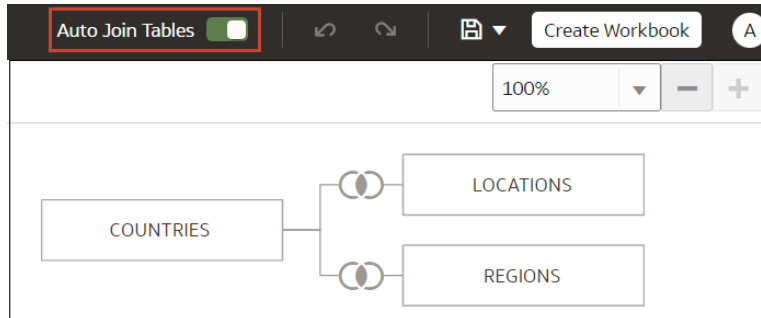 Auto Join Tables Create Workbook A
100%
LOCATIONS
COUNTRIES
REGIONS